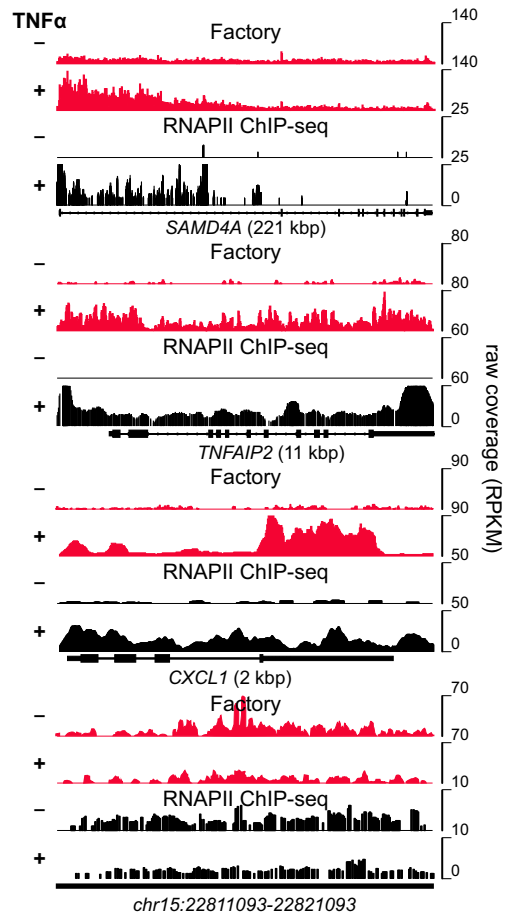 TNFα
140
Factory
−
140
+
25
RNAPII ChIP-seq
−
25
+
0
SAMD4A (221 kbp)
80
Factory
−
80
+
60
RNAPII ChIP-seq
−
60
+
0
TNFAIP2 (11 kbp)
raw coverage (RPKM)
90
Factory
−
90
+
50
RNAPII ChIP-seq
−
50
+
0
CXCL1 (2 kbp)
70
Factory
−
70
+
10
RNAPII ChIP-seq
−
10
+
0
chr15:22811093-22821093